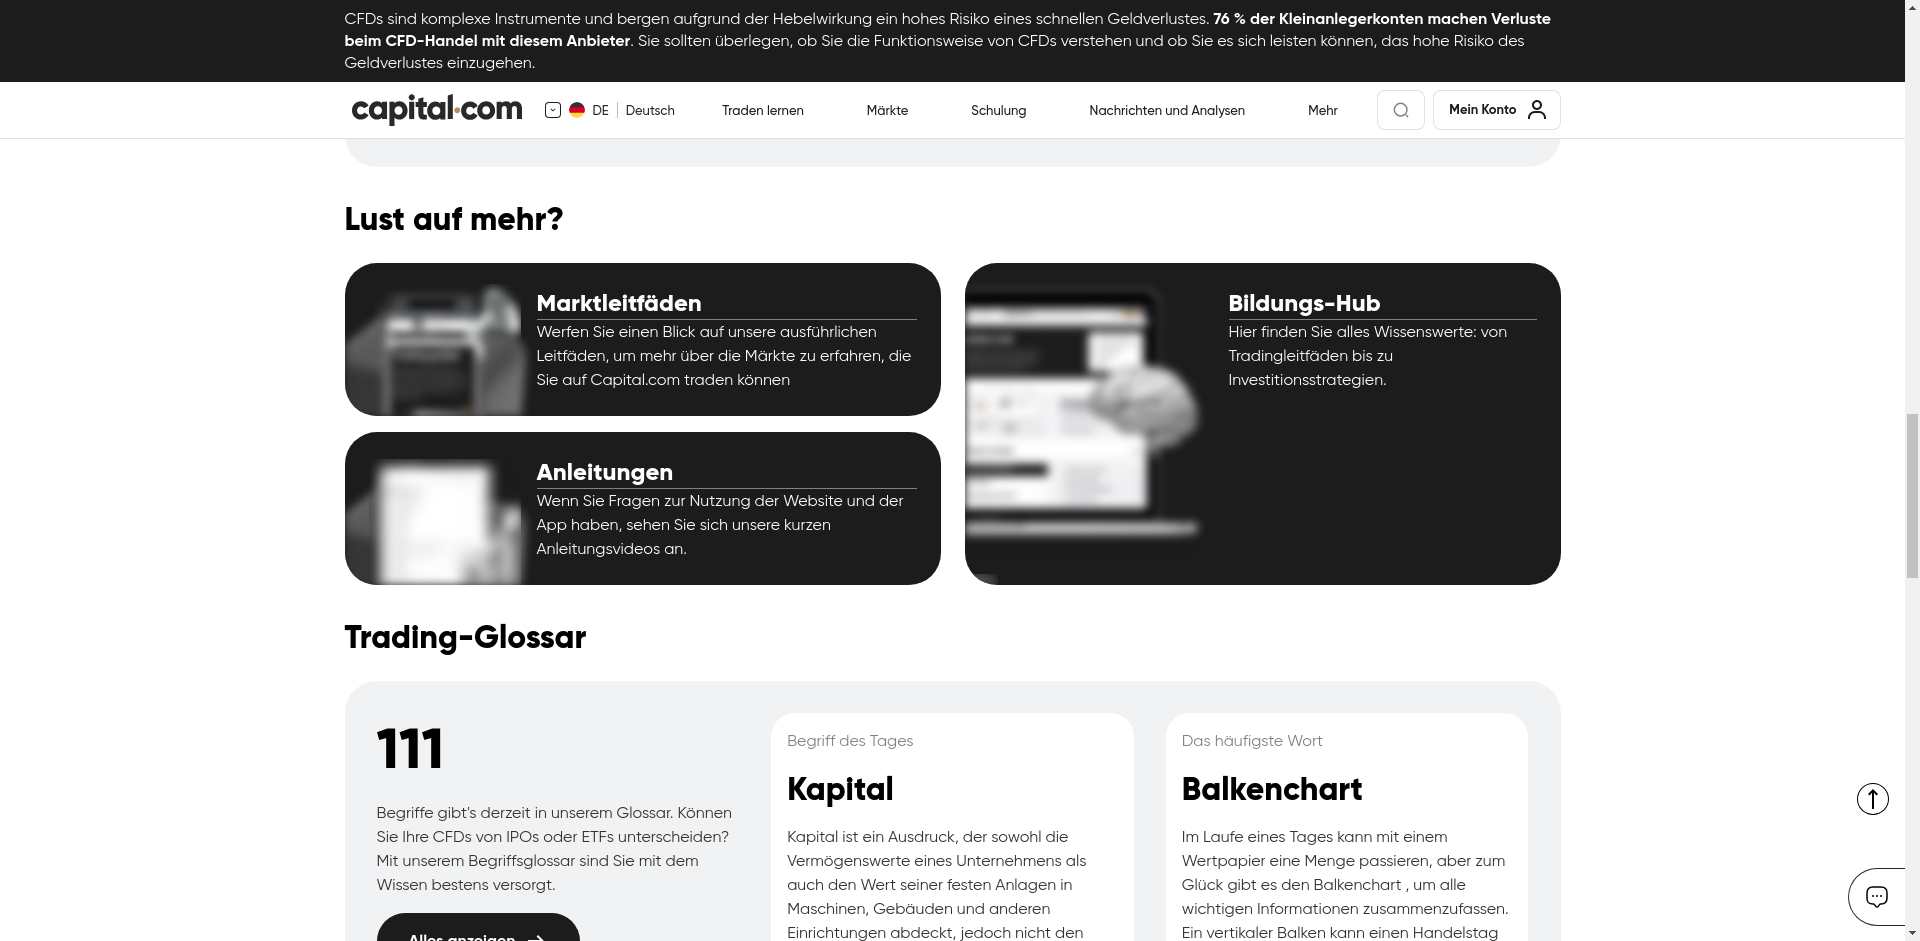 CFDs sind komplexe Instrumente und bergen aufgrund der Hebelwirkung ein hohes Risiko eines schnellen Geldverlustes. 76 % der Kleinanlegerkonten machen Verluste
beim CFD-Handel mit diesem Anbieter. Sie sollten überlegen, ob Sie die Funktionsweise von CFDs verstehen und ob Sie es sich leisten können, das hohe Risiko des
Geldverlustes einzugehen.
capital.com DE Deutsch Traden lernen Märkte Schulung Nachrichten und Analysen Mehr Mein Konto
Lust auf mehr?
Marktleitfäden
Werfen Sie einen Blick auf unsere ausführlichen
Leitfäden, um mehr über die Märkte zu erfahren, die
Sie auf Capital.com traden können
Anleitungen
Wenn Sie Fragen zur Nutzung der Website und der
App haben, sehen Sie sich unsere kurzen
Anleitungsvideos an.
Bildungs-Hub
Hier finden Sie alles Wissenswerte: von
Tradingleitfäden bis zu
Investitionsstrategien.
Trading-Glossar
111
Begriffe gibt's derzeit in unserem Glossar. Können
Sie Ihre CFDs von IPOs oder ETFs unterscheiden?
Mit unserem Begriffsglossar sind Sie mit dem
Wissen bestens versorgt.
Alles anzeigen
Begriff des Tages
Kapital
Kapital ist ein Ausdruck, der sowohl die
Vermögenswerte eines Unternehmens als
auch den Wert seiner festen Anlagen in
Maschinen, Gebäuden und anderen
Einrichtungen abdeckt, jedoch nicht den
Das häufigste Wort
Balkenchart
Im Laufe eines Tages kann mit einem
Wertpapier eine Menge passieren, aber zum
Glück gibt es den Balkenchart , um alle
wichtigen Informationen zusammenzufassen.
Ein vertikaler Balken kann einen Handelstag